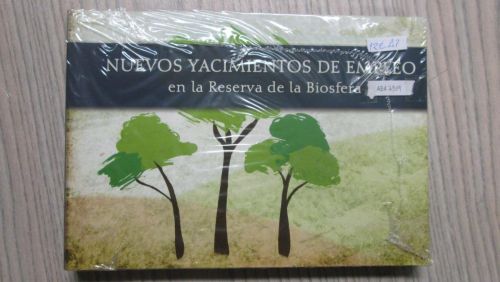 NUEVOS YACIMIENTOS DE EMPLEO
en la Reserva de la Biosfera